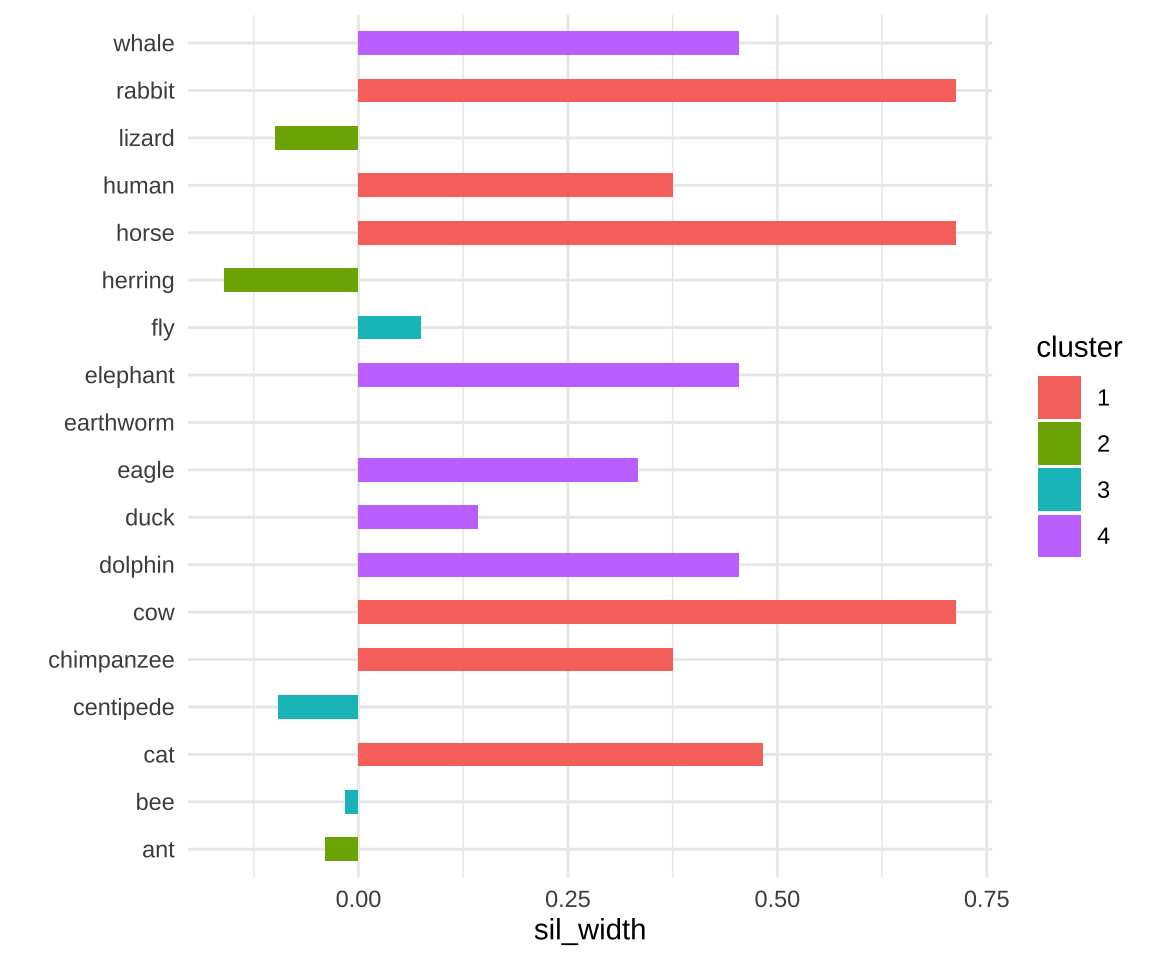 whale
rabbit
lizard
human
horse
herring
fly
elephant
earthworm
eagle
duck
dolphin
cow
chimpanzee
centipede
cat
bee
ant
0.00 0.25 0.50 0.75
sil_width
cluster
1
2
3
4